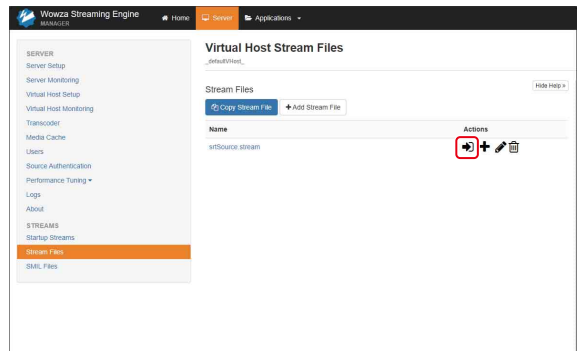 Wowza Streaming Engine
MANAGER
Home
Server
Applications
SERVER
Server Setup
Server Monitoring
Virtual Host Setup
Virtual Host Monitoring
Transcoder
Media Cache
Users
Source Authentication
Performance Tuning
Logs
About
STREAMS
Startup Streams
Stream Files
SMIL Files
Virtual Host Stream Files
_defaultVHost_
Stream Files
Hide Help >
Copy Stream File
+ Add Stream File
Name Actions
srtSource.stream